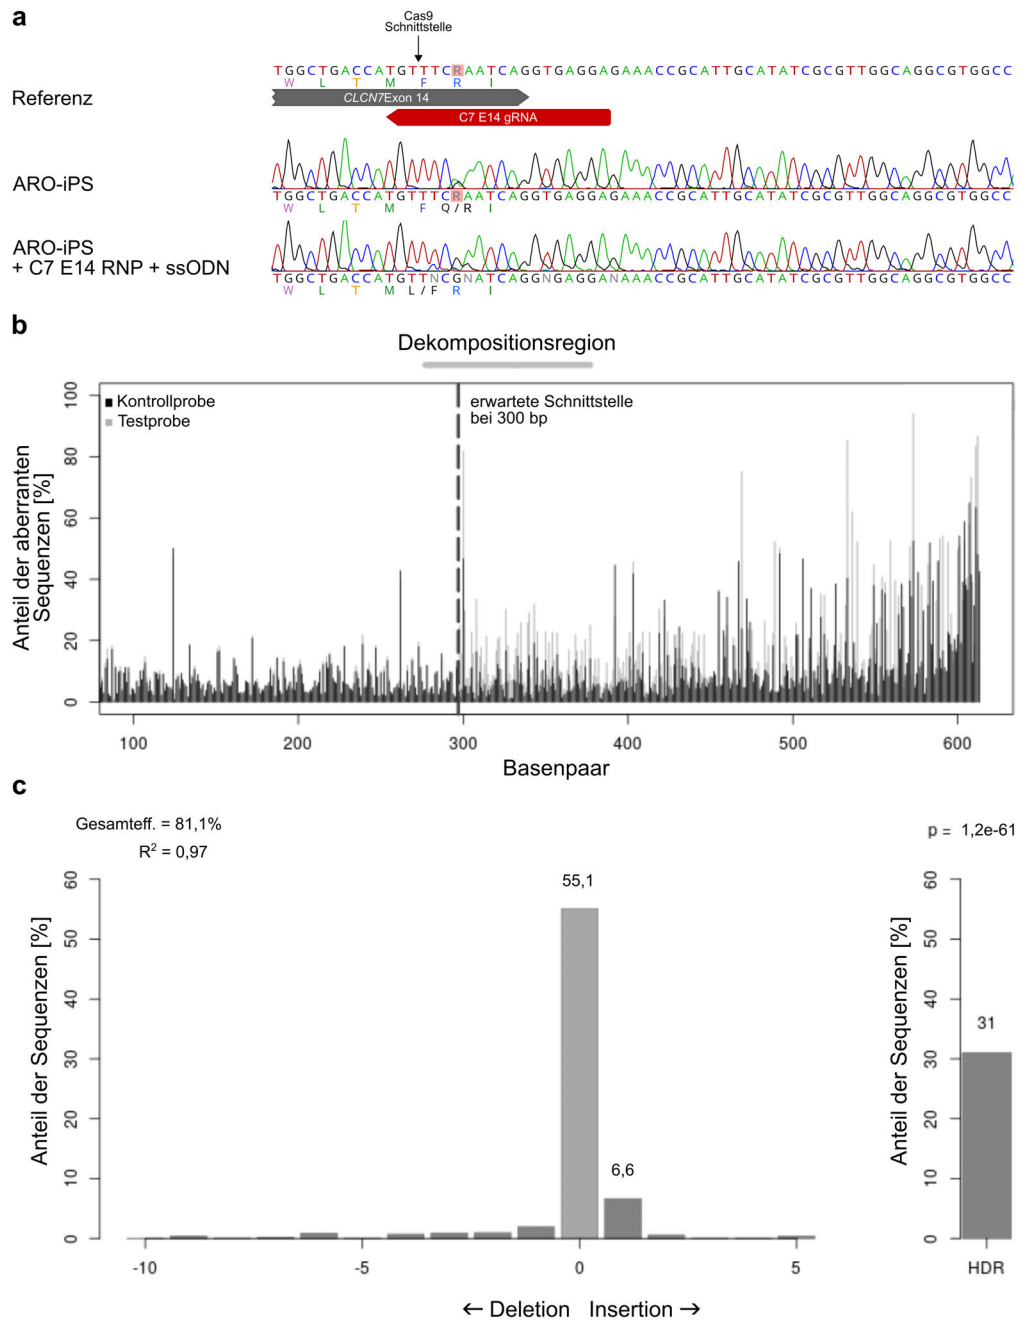 a
Cas9
Schnittstelle
TGGCTGACCATGTTTCRAATCAGGTGAGGAGAAACCGCATTGCATATCGCGTTGGCAGGCGTGGCC
W L T M F R I
Referenz
CLCN7Exon 14
C7 E14 gRNA
ARO-iPS
TGGCTGACCATGTTTCRAATCAGGTGAGGAGAAACCGCATTGCATATCGCGTTGGCAGGCGTGGCC
W L T M F Q / R I
ARO-iPS
+ C7 E14 RNP + ssODN
TGGCTGACCATGTTNCGNATCAGGNGAGGANAAACCGCATTGCATATCGCGTTGGCAGGCGTGGCC
W L T M L / F R I
b
Dekompositionsregion
Kontrollprobe
Testprobe
erwartete Schnittstelle
bei 300 bp
Anteil der aberranten
Sequenzen [%]
100
80
60
40
20
0
100 200 300 400 500 600
Basenpaar
c
Gesamteff. = 81,1%
R² = 0,97
p = 1,2e-61
Anteil der Sequenzen [%]
60
50
40
30
20
10
0
55,1
6,6
-10 -5 0 5
← Deletion Insertion →
Anteil der Sequenzen [%]
60
50
40
30
20
10
0
31
HDR